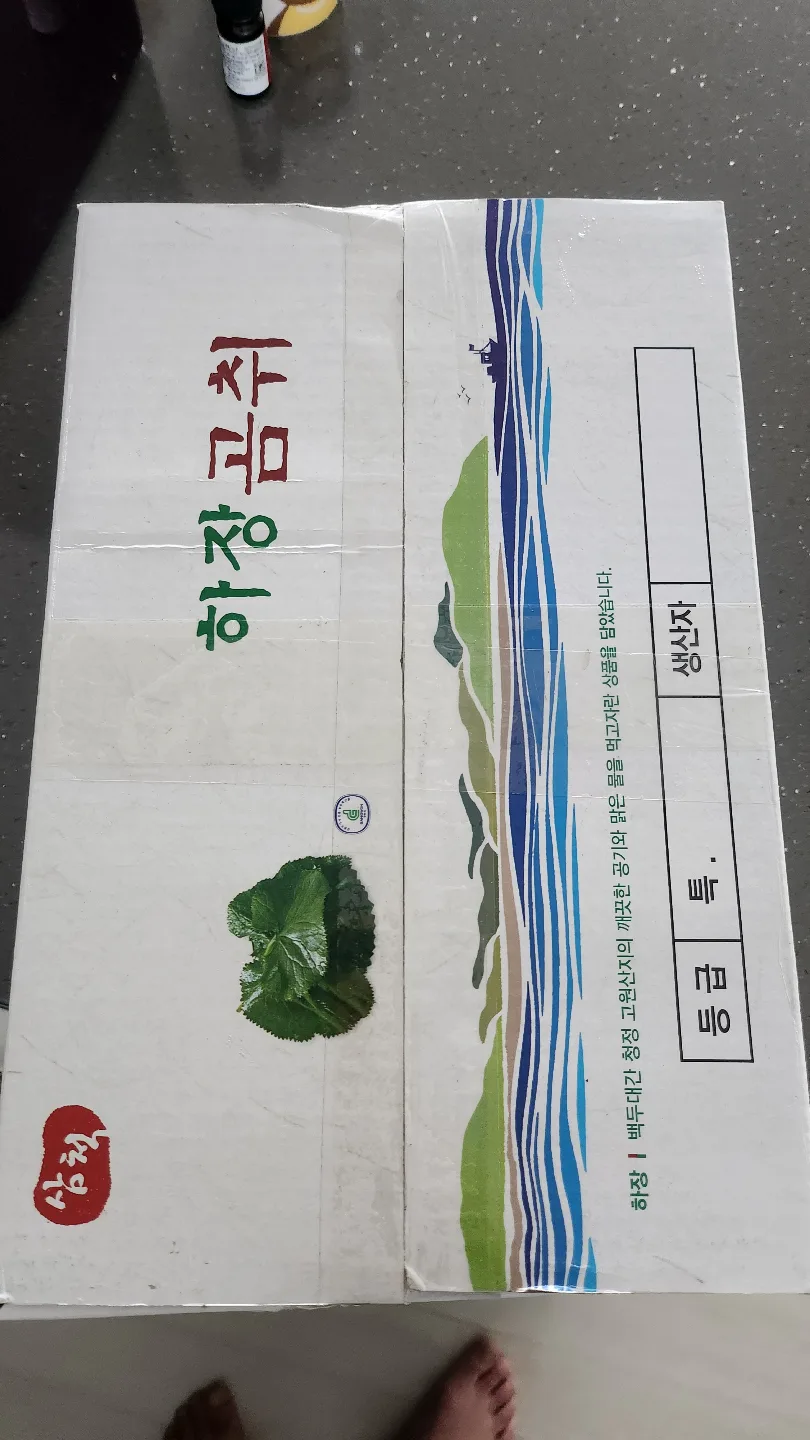 삼척
하장 곰취
하장 | 백두대간 청정 고원산지의 깨끗한 공기와 맑은 물을 먹고자란 상품을 담았습니다.
등급 특. 생산자